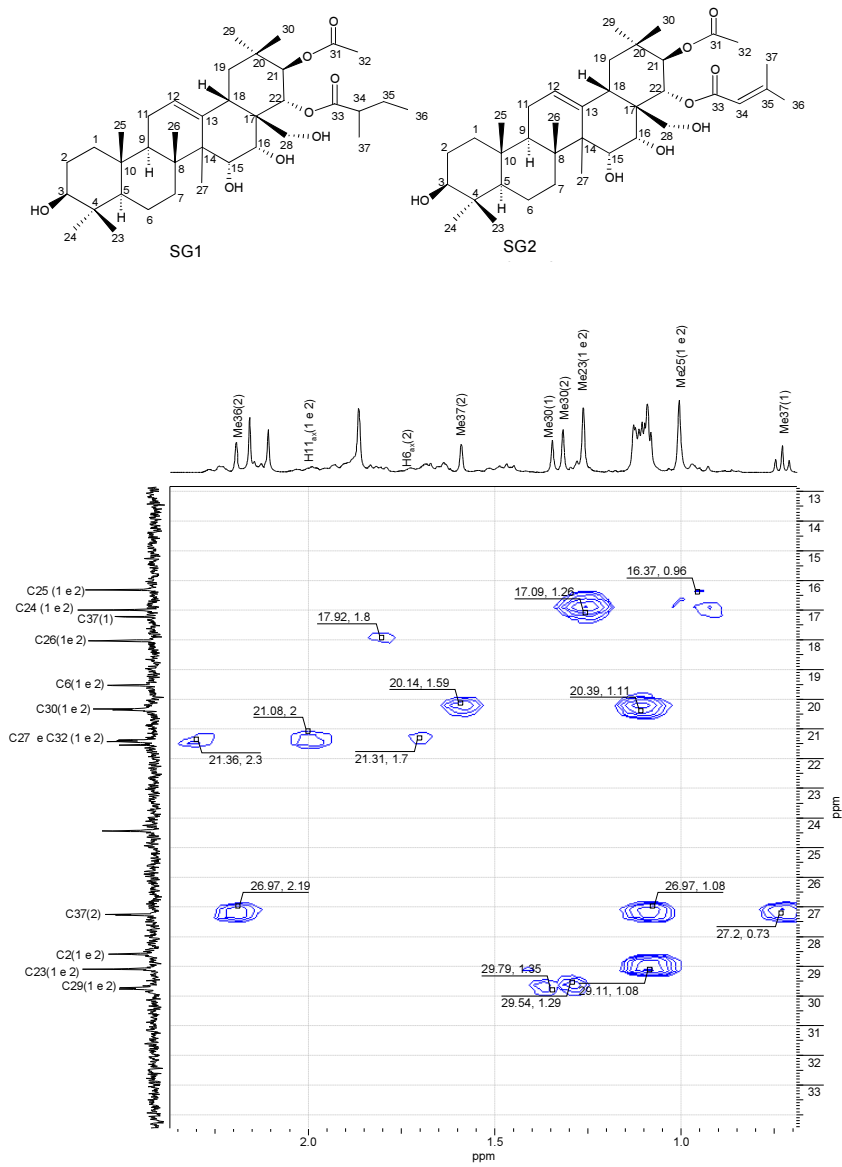 29
30
O
31
32
20
O
19
21
O
H
18
22
12
O
33
34
35
36
17
37
11
13
28
OH
25
26
16
OH
1
9
14
15
OH
2
10
H
8
27
3
5
7
HO
4
H
6
24
23
SG1
29
30
O
31
32
20
O
19
21
O
37
H
18
22
12
O
33
34
35
36
17
11
13
28
OH
25
26
16
OH
1
9
14
15
OH
2
10
H
8
27
3
5
7
HO
4
H
6
24
23
SG2
Me36(2)
H11ax(1 e 2)
H6ax(2)
Me37(2)
Me30(1)
Me30(2)
Me23(1 e 2)
Me25(1 e 2)
Me37(1)
C25 (1 e 2)
C24 (1 e 2)
C37(1)
C26(1e 2)
C6(1 e 2)
C30(1 e 2)
C27 e C32 (1 e 2)
C37(2)
C2(1 e 2)
C23(1 e 2)
C29(1 e 2)
16.37, 0.96
17.09, 1.26
17.92, 1.8
20.14, 1.59
20.39, 1.11
21.08, 2
21.36, 2.3
21.31, 1.7
26.97, 2.19
26.97, 1.08
27.2, 0.73
29.79, 1.35
29.54, 1.29
29.11, 1.08
13
14
15
16
17
18
19
20
21
22
23
24
25
26
27
28
29
30
31
32
33
ppm
2.0
1.5
1.0
ppm